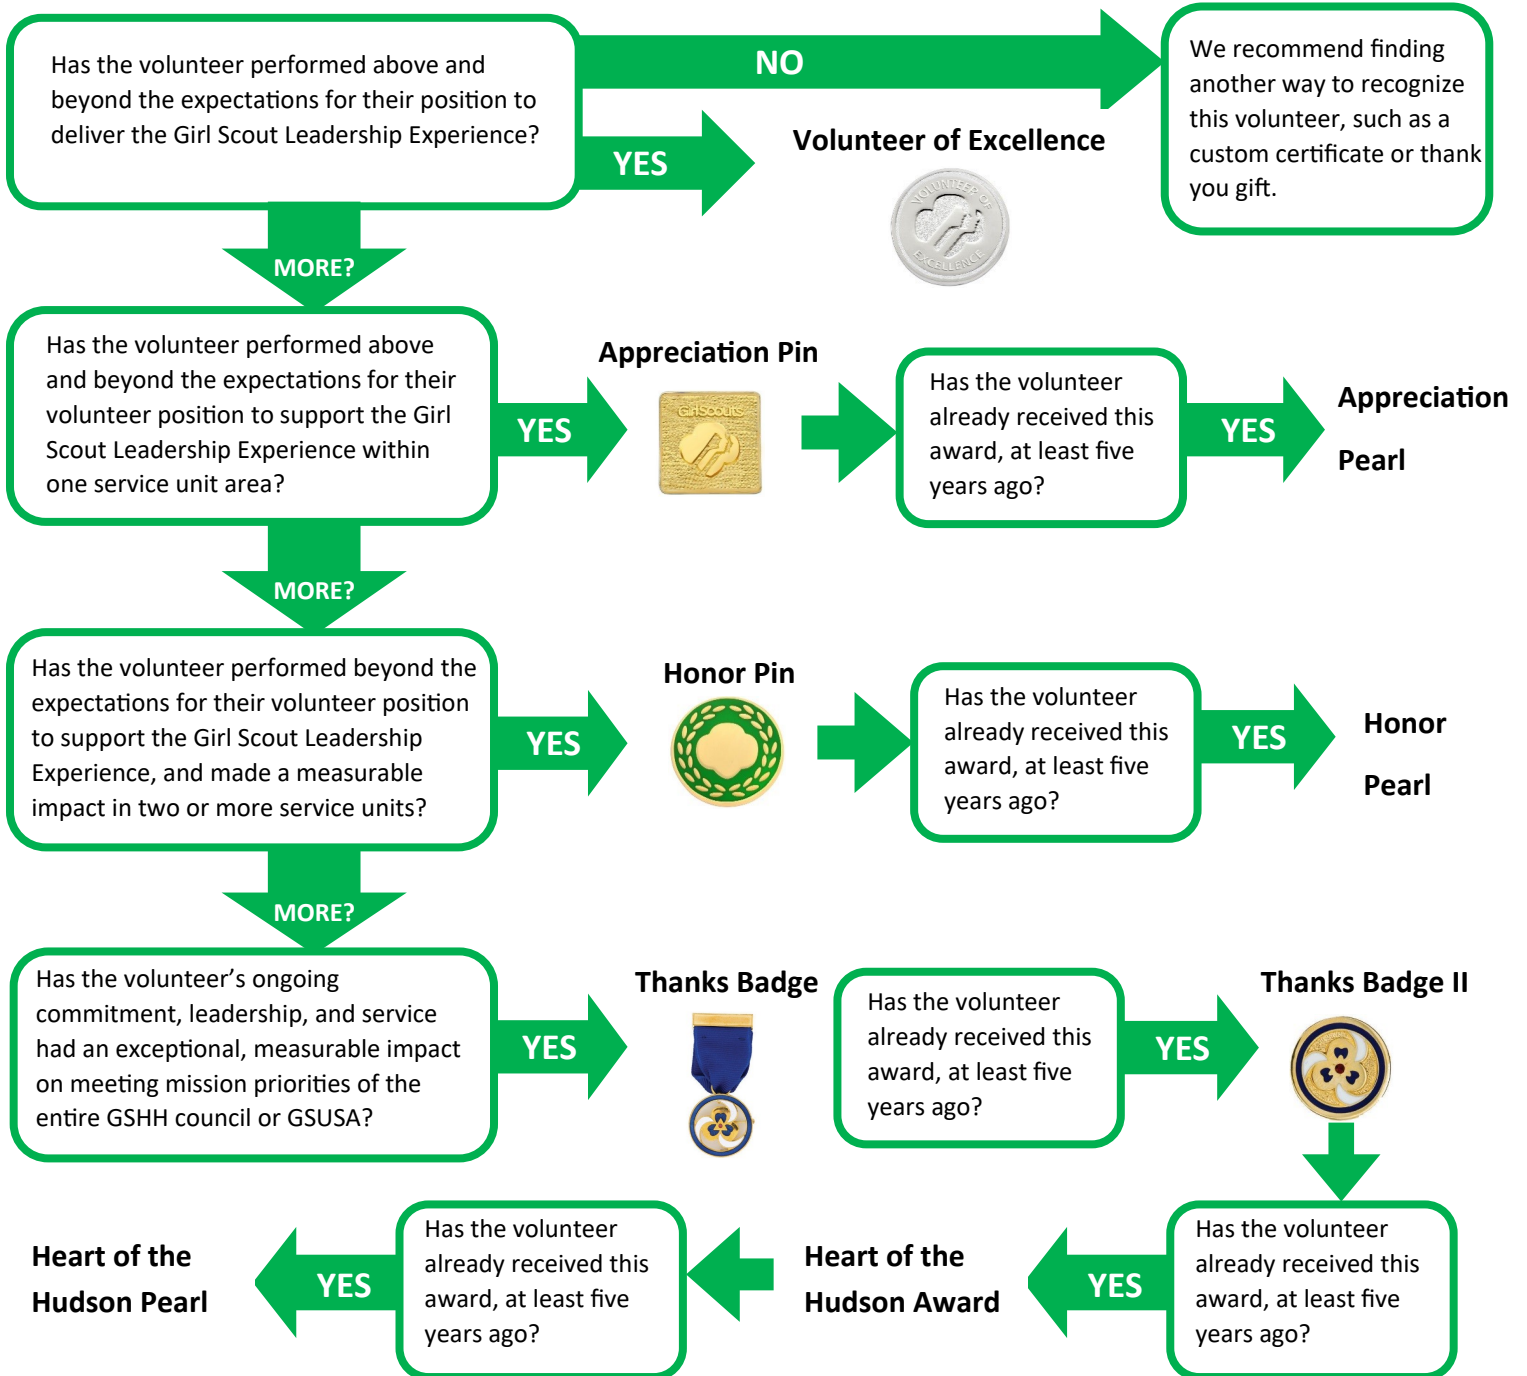 Has the volunteer performed above and
beyond the expectations for their position to
deliver the Girl Scout Leadership Experience?
NO
We recommend finding
another way to recognize
this volunteer, such as a
custom certificate or thank
you gift.
YES
Volunteer of Excellence
VOLUNTEER OF
EXCELLENCE
MORE?
Has the volunteer performed above
and beyond the expectations for their
volunteer position to support the Girl
Scout Leadership Experience within
one service unit area?
YES
Appreciation Pin
GirlScouts
Has the volunteer
already received this
award, at least five
years ago?
YES
Appreciation
Pearl
MORE?
Has the volunteer performed beyond the
expectations for their volunteer position
to support the Girl Scout Leadership
Experience, and made a measurable
impact in two or more service units?
YES
Honor Pin
Has the volunteer
already received this
award, at least five
years ago?
YES
Honor
Pearl
MORE?
Has the volunteer’s ongoing
commitment, leadership, and service
had an exceptional, measurable impact
on meeting mission priorities of the
entire GSHH council or GSUSA?
YES
Thanks Badge
Has the volunteer
already received this
award, at least five
years ago?
YES
Thanks Badge II
Has the volunteer
already received this
award, at least five
years ago?
YES
Heart of the
Hudson Award
Has the volunteer
already received this
award, at least five
years ago?
YES
Heart of the
Hudson Pearl